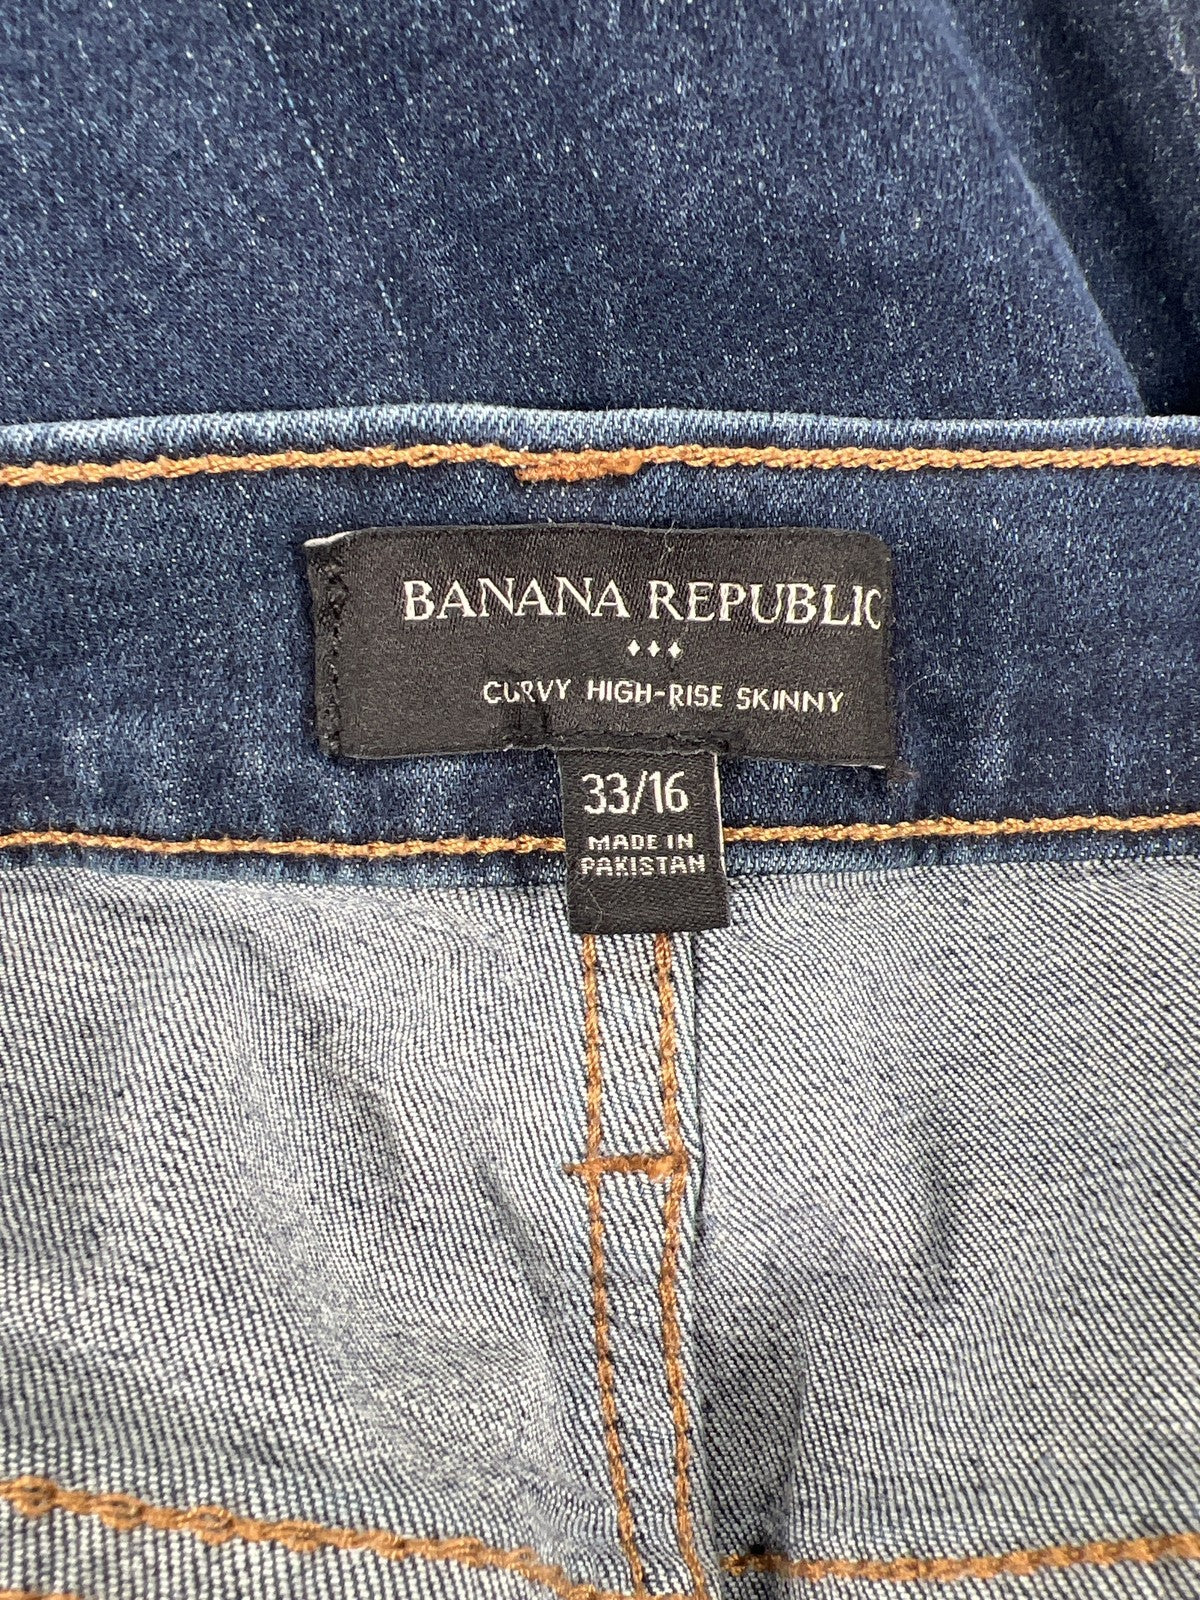 BANANA REPUBLIC
CURVY HIGH-RISE SKINNY
33/16
MADE IN
PAKISTAN